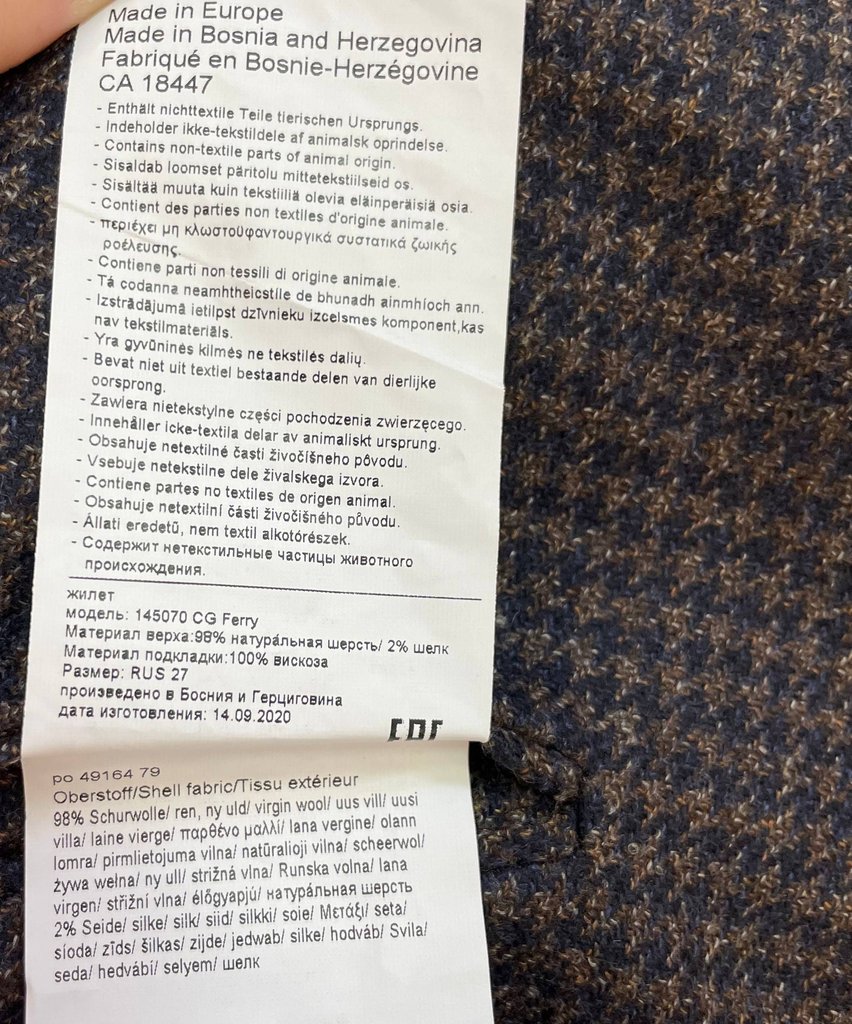 Made in Europe
Made in Bosnia and Herzegovina
Fabriqué en Bosnie-Herzégovine
CA 18447
- Enthält nichttextile Teile tierischen Ursprungs.
- Indeholder ikke-tekstildele af animalsk oprindelse.
- Contains non-textile parts of animal origin.
- Sisaldab loomset päritolu mittetekstiilseid os.
- Sisältää muuta kuin tekstiiliä olevia eläinperäisiä osia.
- Contient des parties non textiles d'origine animale.
- περιέχει μη κλωστοϋφαντουργικά συστατικά ζωικής
ροέλευσης.
- Contiene parti non tessili di origine animale.
- Tá codanna neamhtheicstíle de bhunadh ainmhíoch ann.
- Izstrādājumā ietilpst dzīvnieku izcelsmes komponent,kas
nav tekstilmateriāls.
- Yra gyvūninės kilmės ne tekstilės dalių.
- Bevat niet uit textiel bestaande delen van dierlijke
oorsprong.
- Zawiera nietekstylne części pochodzenia zwierzęcego.
- Innehåller icke-textila delar av animaliskt ursprung.
- Obsahuje netextilné časti živočíšneho pôvodu.
- Vsebuje netekstilne dele živalskega izvora.
- Contiene partes no textiles de origen animal.
- Obsahuje netextilní části živočišného původu.
- Állati eredetű, nem textil alkotórészek.
- Содержит нетекстильные частицы животного
происхождения.
жилет
модель: 145070 CG Ferry
Материал верха:98% натура́льная шерсть/ 2% шелк
Материал подкладки:100% вискоза
Размер: RUS 27
произведено в Босния и Герциговина
дата изготовления: 14.09.2020
EAC
po 49164 79
Oberstoff/Shell fabric/Tissu extérieur
98% Schurwolle/ ren, ny uld/ virgin wool/ uus vill/ uusi
villa/ laine vierge/ παρθένο μαλλί/ lana vergine/ olann
lomra/ pirmlietojuma vilna/ natūralioji vilna/ scheerwol/
żywa wełna/ ny ull/ strižná vlna/ Runska volna/ lana
virgen/ střižní vlna/ élőgyapjú/ натура́льная шерсть
2% Seide/ silke/ silk/ siid/ silkki/ soie/ Μετάξι/ seta/
síoda/ zīds/ šilkas/ zijde/ jedwab/ silke/ hodváb/ Svila/
seda/ hedvábí/ selyem/ шелк